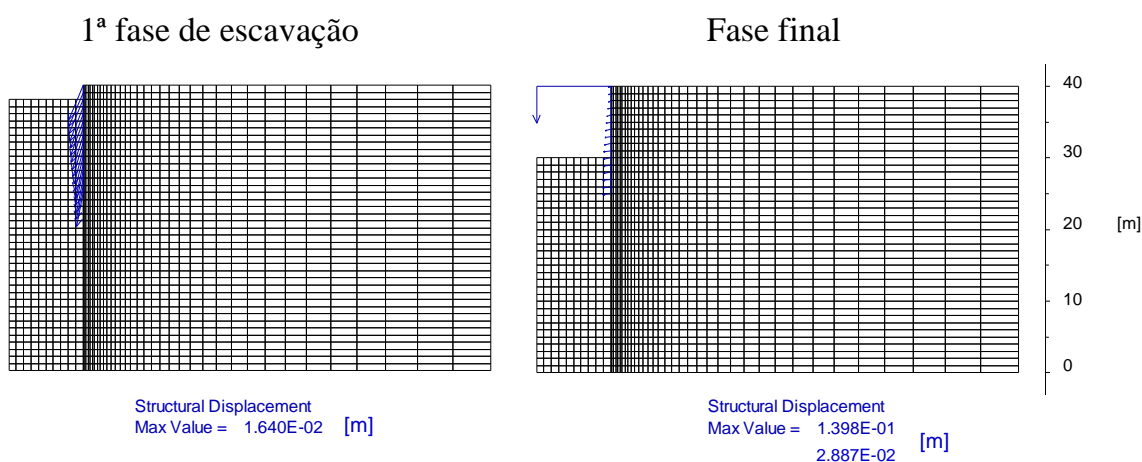 1ª fase de escavação
Fase final
40
30
20
[m]
10
0
Structural Displacement
Max Value = 1.640E-02 [m]
Structural Displacement
Max Value = 1.398E-01
2.887E-02
[m]